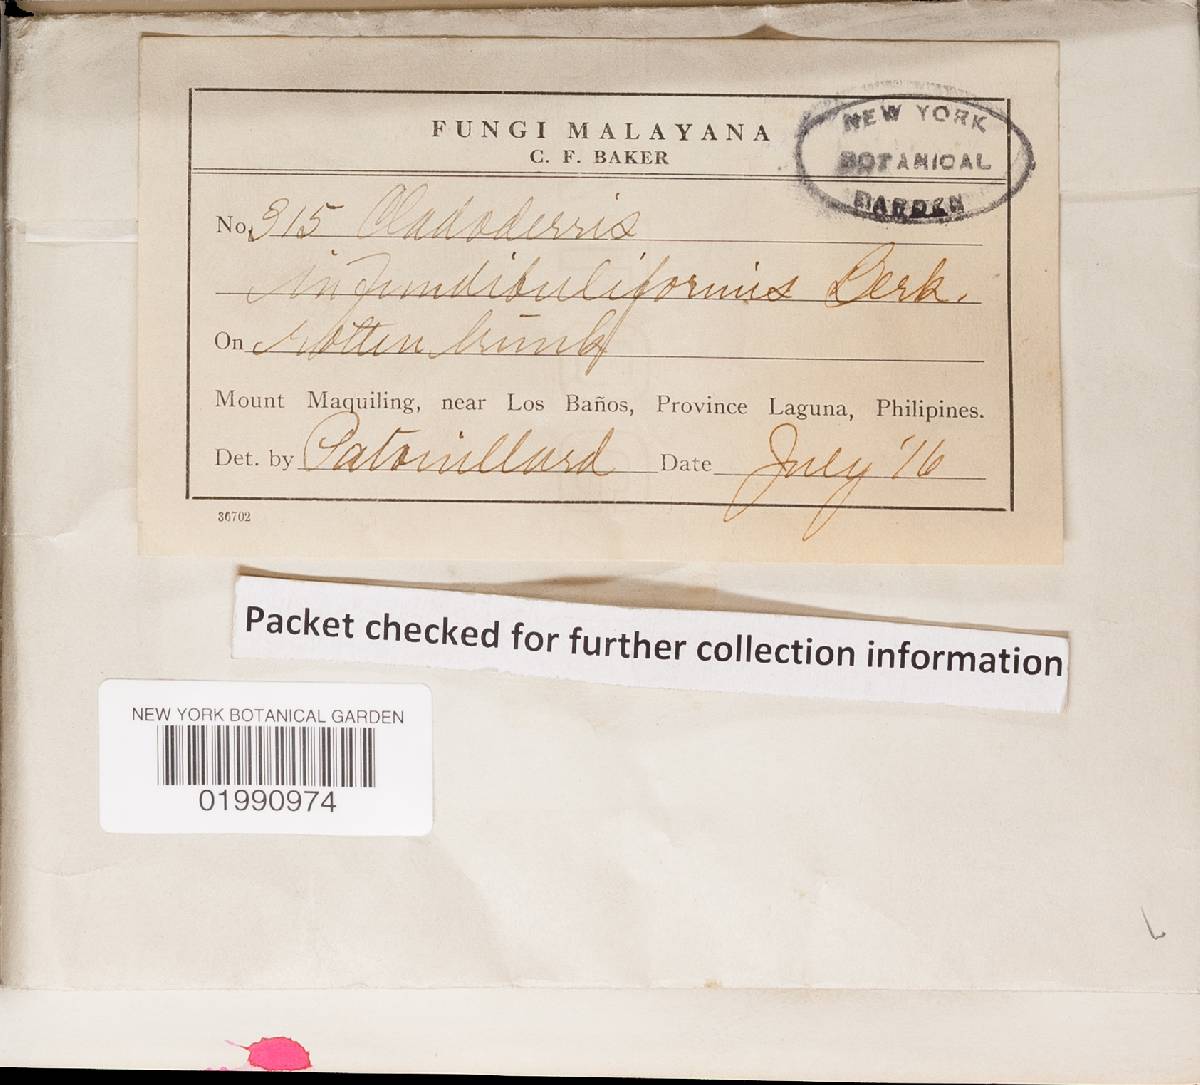 FUNGI MALAYANA
C. F. BAKER
NEW YORK
BOTANICAL
GARDEN
No. 315 Cladoderris
infundibuliformis Berk.
On rotten trunk
Mount Maquiling, near Los Baños, Province Laguna, Philipines.
Det. by Patouillard Date July '16
36702
Packet checked for further collection information
NEW YORK BOTANICAL GARDEN
01990974